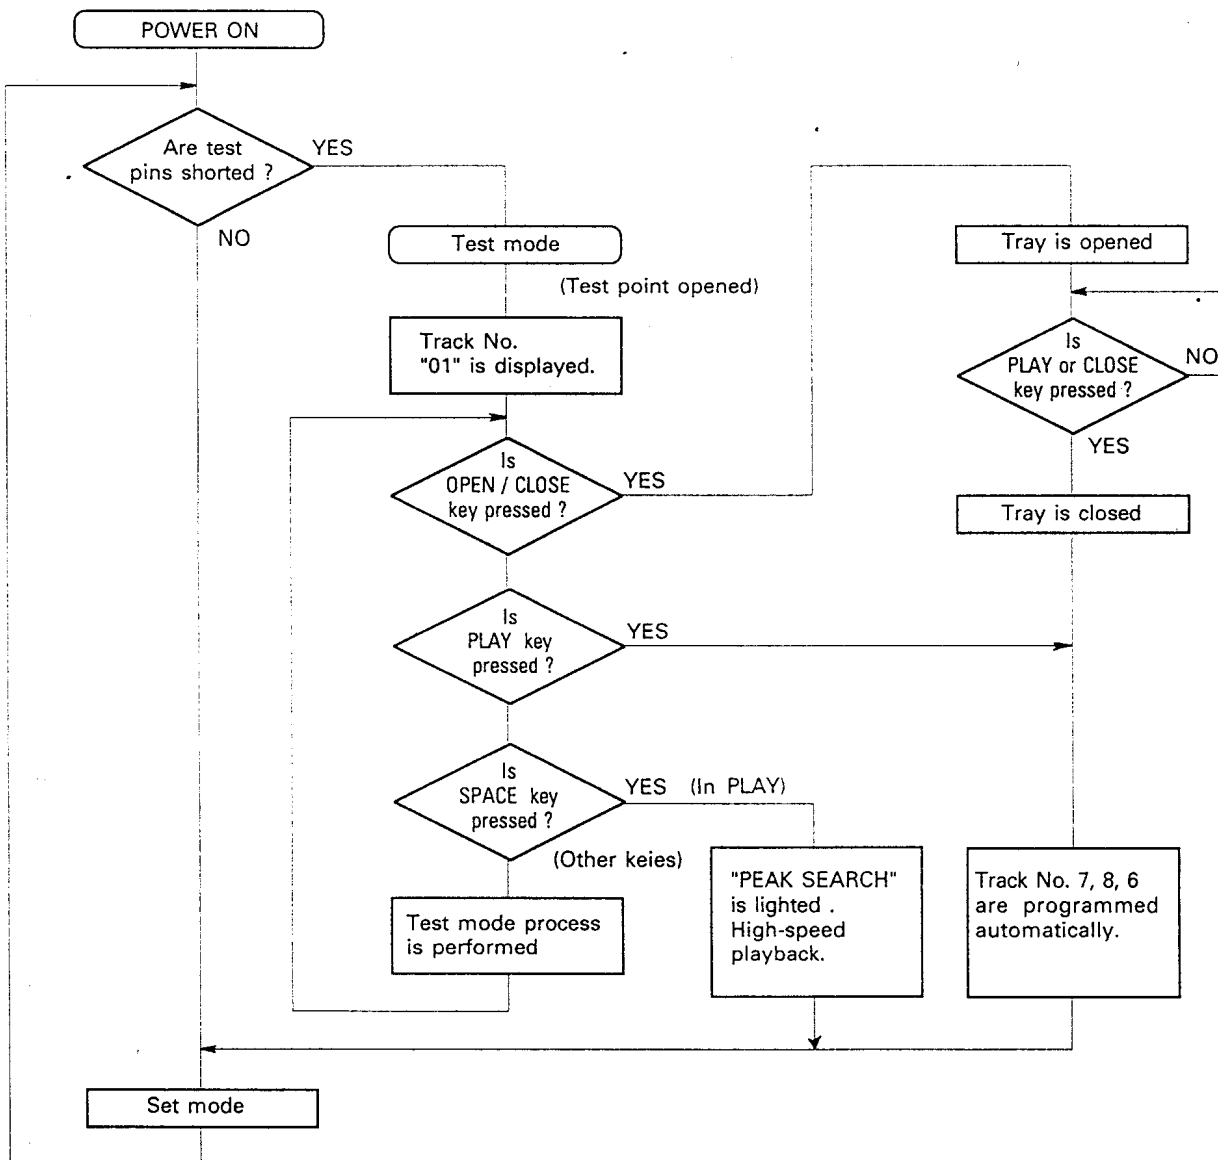 POWER ON
Are test
pins shorted ?
YES
NO
Test mode
(Test point opened)
Track No.
"01" is displayed.
Is
OPEN / CLOSE
key pressed ?
YES
Is
PLAY key
pressed ?
YES
Is
SPACE key
pressed ?
YES (In PLAY)
(Other keies)
Test mode process
is performed
"PEAK SEARCH"
is lighted .
High-speed
playback.
Tray is opened
Is
PLAY or CLOSE
key pressed ?
NO
YES
Tray is closed
Track No. 7, 8, 6
are programmed
automatically.
Set mode